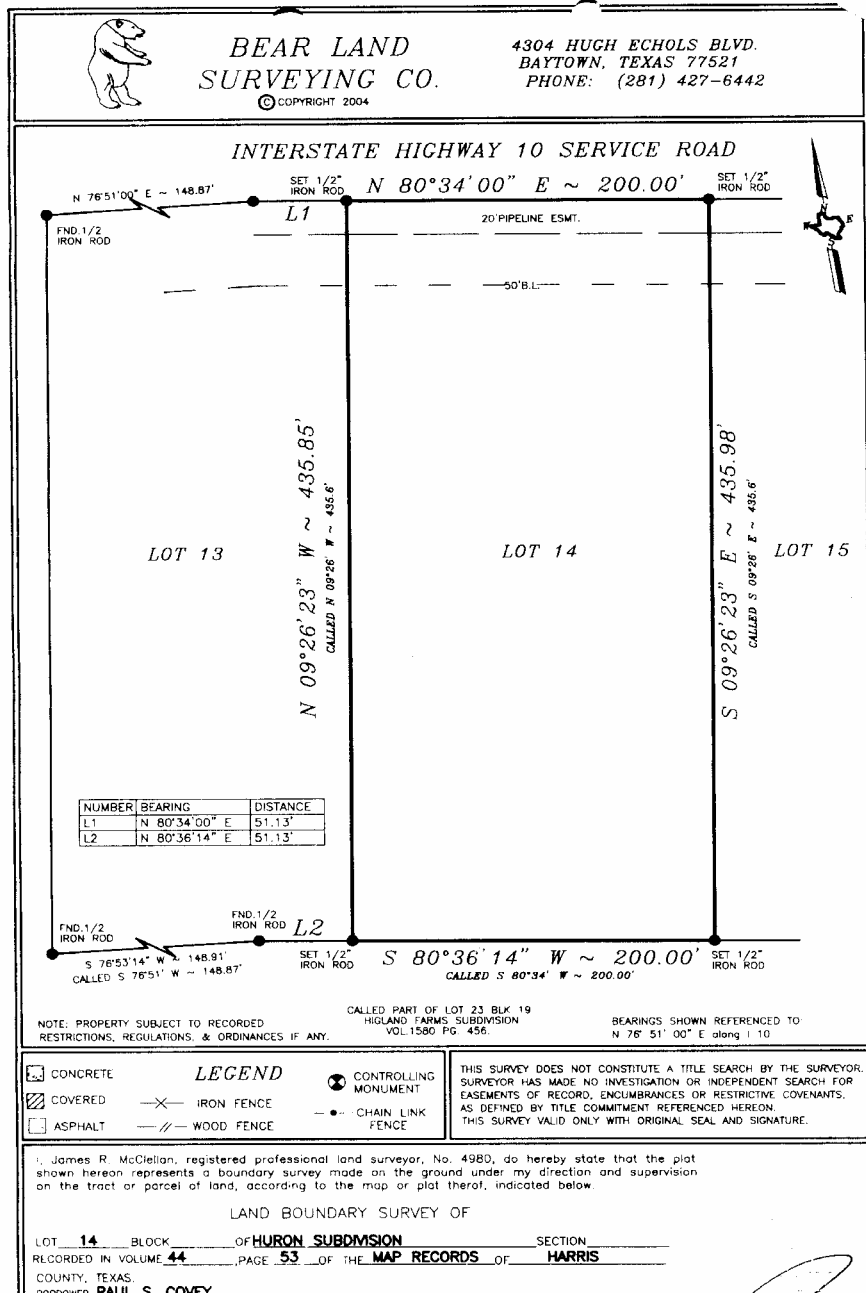 BEAR LAND
SURVEYING CO.
© COPYRIGHT 2004
4304 HUGH ECHOLS BLVD.
BAYTOWN, TEXAS 77521
PHONE: (281) 427-6442
INTERSTATE HIGHWAY 10 SERVICE ROAD
N 76°51'00" E ~ 148.87'
SET 1/2"
IRON ROD
N 80°34'00" E ~ 200.00'
SET 1/2"
IRON ROD
L1
FND.1/2
IRON ROD
20'PIPELINE ESMT.
N
E
S
50'B.L.
N 09°26'23" W ~ 435.85'
CALLED N 09°26' W ~ 435.6'
S 09°26'23" E ~ 435.98'
CALLED S 09°26' E ~ 435.6'
LOT 13
LOT 14
LOT 15
NUMBER BEARING DISTANCE
L1 N 80°34'00" E 51.13'
L2 N 80°36'14" E 51.13'
FND.1/2
IRON ROD
FND.1/2
IRON ROD
L2
S 76°53'14" W ~ 148.91'
CALLED S 76°51' W ~ 148.87'
SET 1/2"
IRON ROD
S 80°36'14" W ~ 200.00'
CALLED S 80°34' W ~ 200.00'
SET 1/2"
IRON ROD
NOTE: PROPERTY SUBJECT TO RECORDED
RESTRICTIONS, REGULATIONS, & ORDINANCES IF ANY.
CALLED PART OF LOT 23 BLK 19
HIGLAND FARMS SUBDIVISION
VOL.1580 PG. 456.
BEARINGS SHOWN REFERENCED TO
N 76° 51' 00" E along I 10
LEGEND
CONCRETE
COVERED
ASPHALT
IRON FENCE
WOOD FENCE
CONTROLLING
MONUMENT
CHAIN LINK
FENCE
THIS SURVEY DOES NOT CONSTITUTE A TITLE SEARCH BY THE SURVEYOR.
SURVEYOR HAS MADE NO INVESTIGATION OR INDEPENDENT SEARCH FOR
EASEMENTS OF RECORD, ENCUMBRANCES OR RESTRICTIVE COVENANTS,
AS DEFINED BY TITLE COMMITMENT REFERENCED HEREON.
THIS SURVEY VALID ONLY WITH ORIGINAL SEAL AND SIGNATURE.
I, James R. McClellan, registered professional land surveyor, No. 4980, do hereby state that the plat
shown hereon represents a boundary survey made on the ground under my direction and supervision
on the tract or parcel of land, according to the map or plat therof, indicated below.
LAND BOUNDARY SURVEY OF
LOT 14 BLOCK OF HURON SUBDIVISION SECTION
RECORDED IN VOLUME 44 , PAGE 53 OF THE MAP RECORDS OF HARRIS
COUNTY, TEXAS.
PAUL S. COVEY